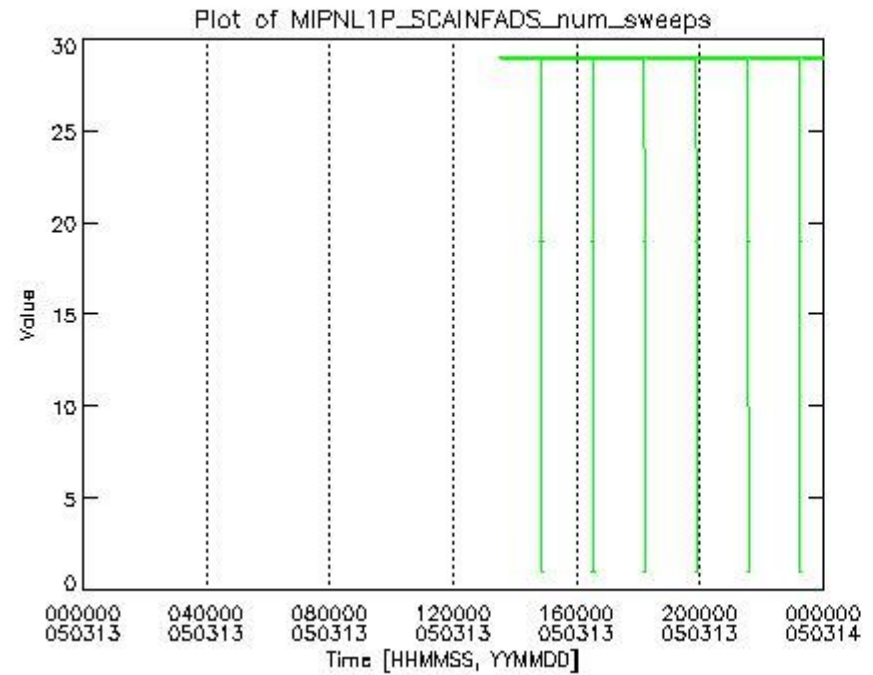 Plot of MIPNL1P_SCAINFADS_num_sweeps
30
25
20
15
10
5
0
Value
000000 040000 080000 120000 160000 200000 000000
050313 050313 050313 050313 050313 050313 050314
Time [HHMMSS, YYMMDD]